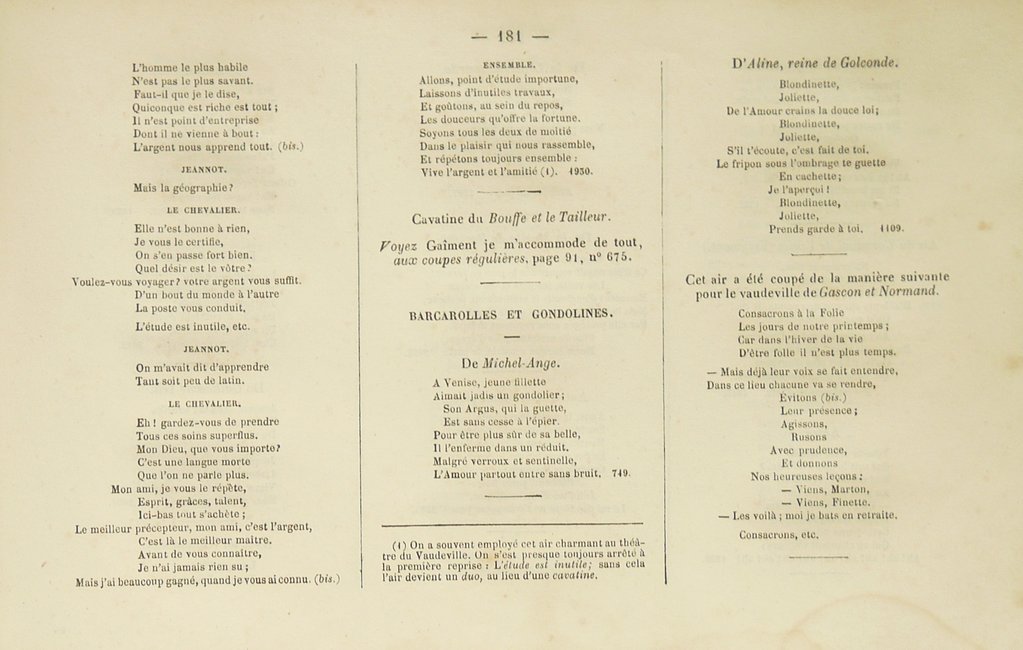 — 181 —
L'homme le plus habile
N'est pas le plus savant.
Faut-il que je le dise,
Quiconque est riche est tout ;
Il n'est point d'entreprise
Dont il ne vienne à bout :
L'argent nous apprend tout. (bis.)
JEANNOT.
Mais la géographie ?
LE CHEVALIER.
Elle n'est bonne à rien,
Je vous le certifie,
On s'en passe fort bien.
Quel désir est le vôtre ?
Voulez-vous voyager ? votre argent vous suffit.
D'un bout du monde à l'autre
La poste vous conduit,
L'étude est inutile, etc.
JEANNOT.
On m'avait dit d'apprendre
Tant soit peu de latin.
LE CHEVALIER.
Eh ! gardez-vous de prendre
Tous ces soins superflus.
Mon Dieu, que vous importe ?
C'est une langue morte
Que l'on ne parle plus.
Mon ami, je vous le répète,
Esprit, grâces, talent,
Ici-bas tout s'achète ;
Le meilleur précepteur, mon ami, c'est l'argent,
C'est là le meilleur maître.
Avant de vous connaître,
Je n'ai jamais rien su ;
Mais j'ai beaucoup gagné, quand je vous ai connu. (bis.)
ENSEMBLE.
Allons, point d'étude importune,
Laissons d'inutiles travaux,
Et goûtons, au sein du repos,
Les douceurs qu'offre la fortune.
Soyons tous les deux de moitié
Dans le plaisir qui nous rassemble,
Et répétons toujours ensemble :
Vive l'argent et l'amitié (1). 1930.
Cavatine du Bouffe et le Tailleur.
Voyez Gaîment je m'accommode de tout,
aux coupes régulières, page 91, n° 675.
BARCAROLLES ET GONDOLINES.
De Michel-Ange.
A Venise, jeune fillette
Aimait jadis un gondolier ;
Son Argus, qui la guette,
Est sans cesse à l'épier.
Pour être plus sûr de sa belle,
Il l'enferme dans un réduit.
Malgré verroux et sentinelle,
L'Amour partout entre sans bruit. 749.
(1) On a souvent employé cet air charmant au théâ-
tre du Vaudeville. On s'est presque toujours arrêté à
la première reprise : L'étude est inutile; sans cela
l'air devient un duo, au lieu d'une cavatine.
D'Aline, reine de Golconde.
Blondinette,
Joliette,
De l'Amour crains la douce loi;
Blondinette,
Joliette,
S'il t'écoute, c'est fait de toi.
Le fripon sous l'ombrage te guette
En cachette ;
Je l'aperçoi !
Blondinette,
Joliette,
Prends garde à toi. 1109.
Cet air a été coupé de la manière suivante
pour le vaudeville de Gascon et Normand.
Consacrons à la Folie
Les jours de notre printemps ;
Car dans l'hiver de la vie
D'être folle il n'est plus temps.
— Mais déjà leur voix se fait entendre,
Dans ce lieu chacune va se rendre,
Évitons (bis.)
Leur présence ;
Agissons,
Rusons
Avec prudence,
Et donnons
Nos heureuses leçons :
— Viens, Marton,
— Viens, Finette.
— Les voilà ; moi je bats en retraite.
Consacrons, etc.